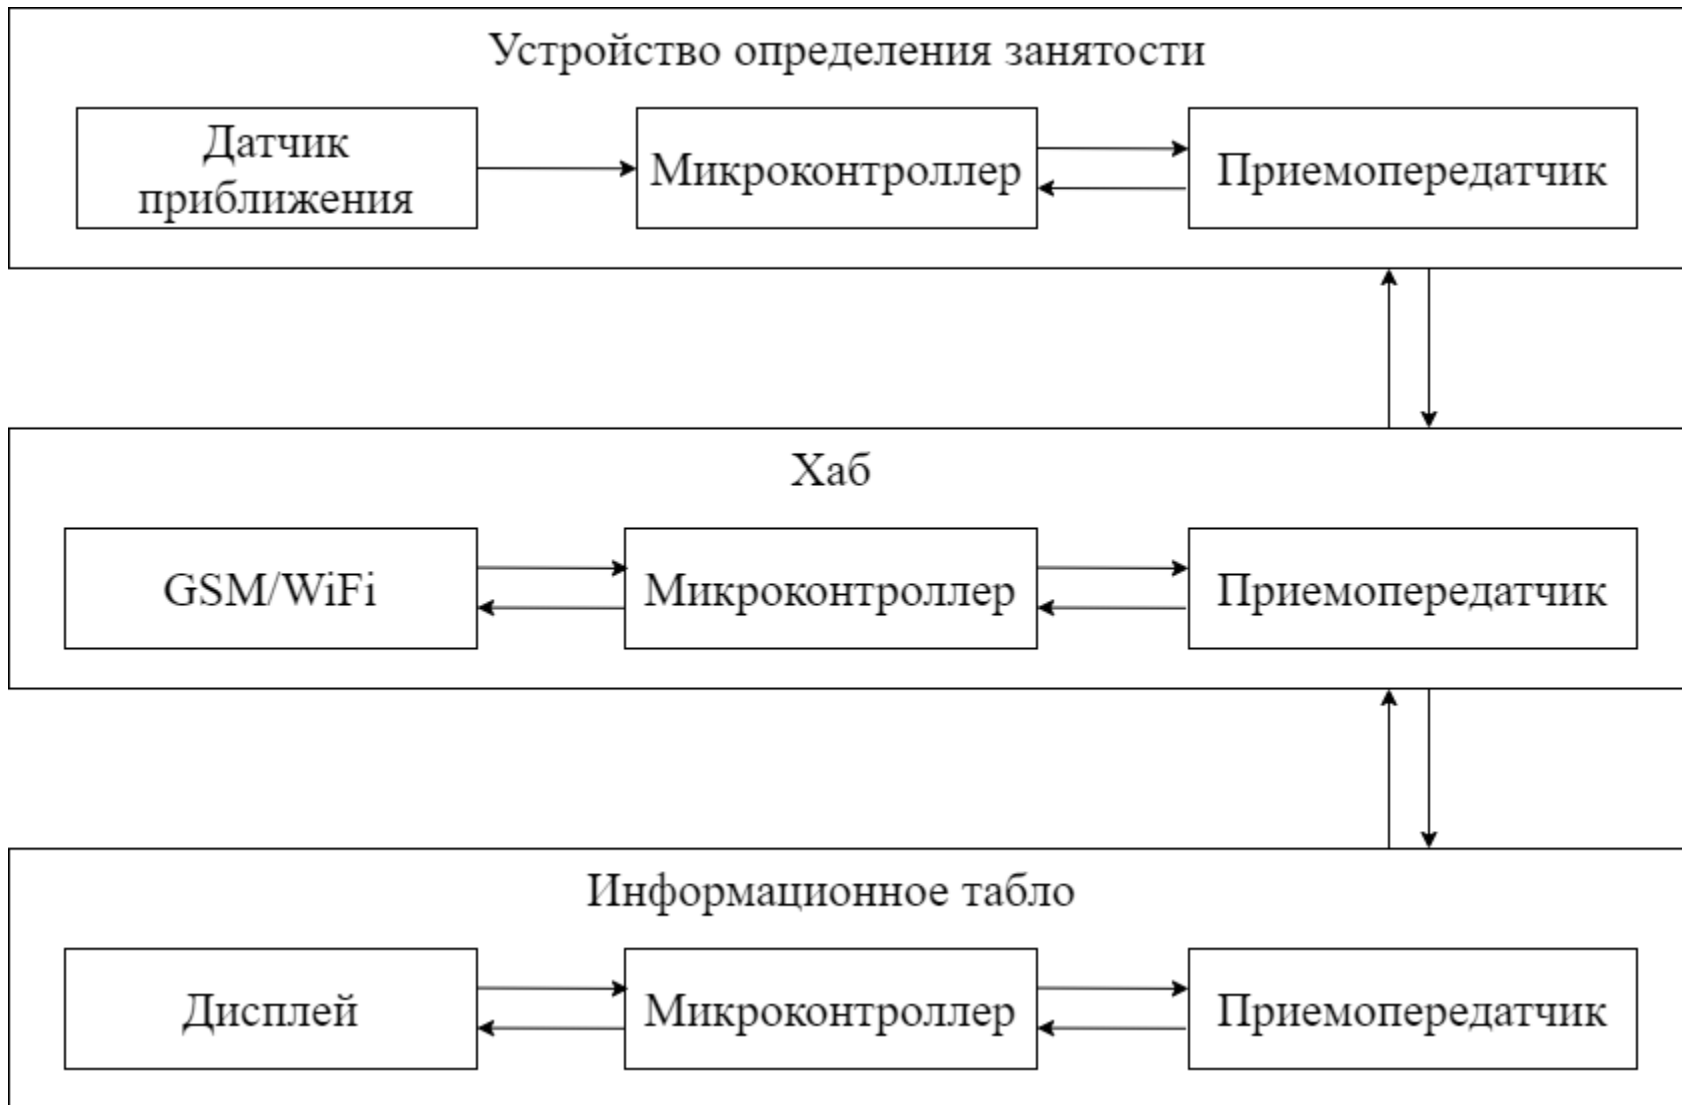 Устройство определения занятости
Датчик
приближения
Микроконтроллер
Приемопередатчик
Хаб
GSM/WiFi
Микроконтроллер
Приемопередатчик
Информационное табло
Дисплей
Микроконтроллер
Приемопередатчик